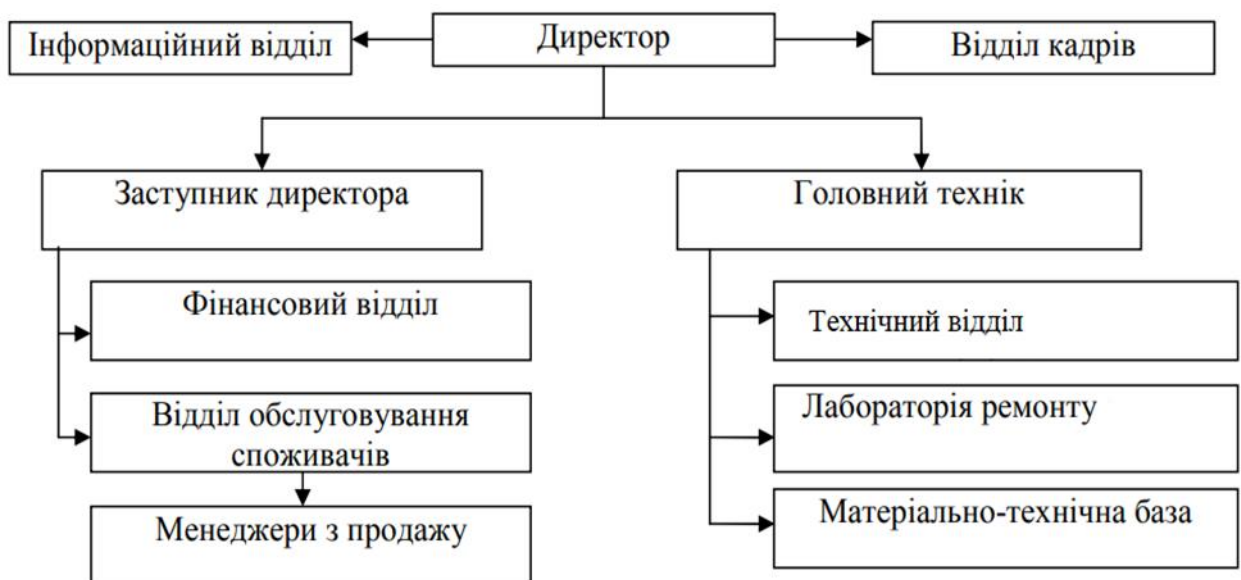 Інформаційний відділ
Директор
Відділ кадрів
Заступник директора
Головний технік
Фінансовий відділ
Технічний відділ
Відділ обслуговування
споживачів
Лабораторія ремонту
Менеджери з продажу
Матеріально-технічна база